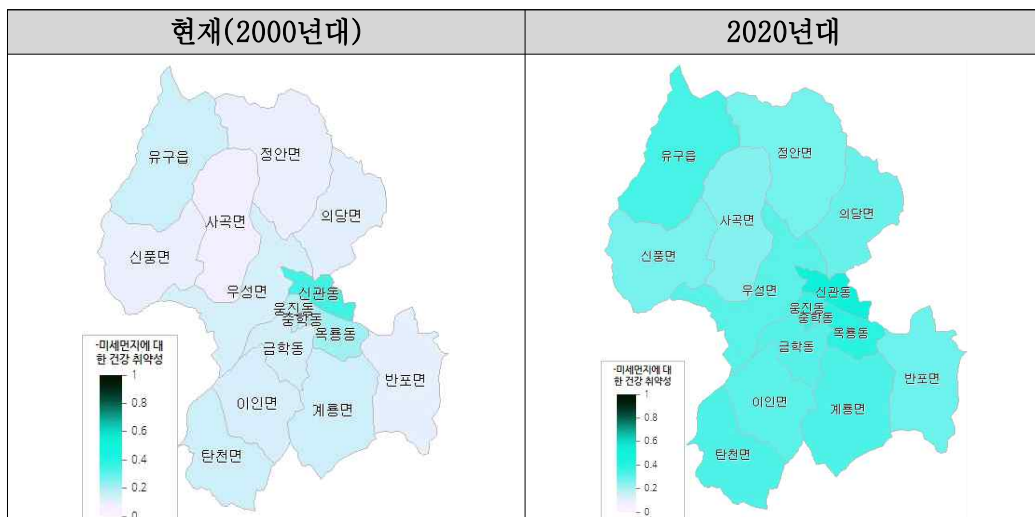 현재(2000년대)
2020년대
유구읍
정안면
사곡면
의당면
신풍면
우성면
신관동
웅진동
중학동
옥룡동
금학동
반포면
이인면
계룡면
탄천면
-미세먼지에 대
한 건강 취약성
1
0.8
0.6
0.4
0.2
0
유구읍
정안면
사곡면
의당면
신풍면
우성면
신관동
웅진동
중학동
옥룡동
금학동
반포면
이인면
계룡면
탄천면
-미세먼지에 대
한 건강 취약성
1
0.8
0.6
0.4
0.2
0